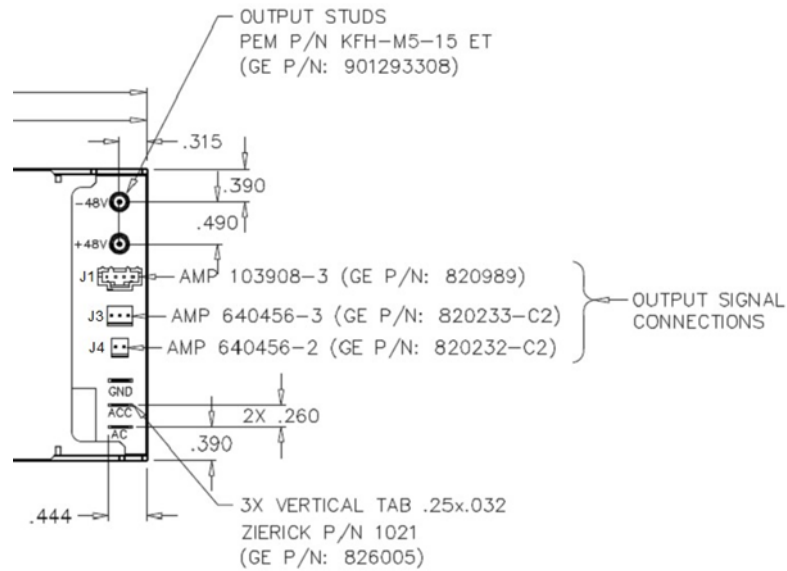 OUTPUT STUDS
PEM P/N KFH-M5-15 ET
(GE P/N: 901293308)
.315
.390
-48V
.490
+48V
J1
AMP 103908-3 (GE P/N: 820989)
J3
AMP 640456-3 (GE P/N: 820233-C2)
OUTPUT SIGNAL
CONNECTIONS
J4
AMP 640456-2 (GE P/N: 820232-C2)
GND
ACC
2X .260
AC
.390
.444
3X VERTICAL TAB .25x.032
ZIERICK P/N 1021
(GE P/N: 826005)